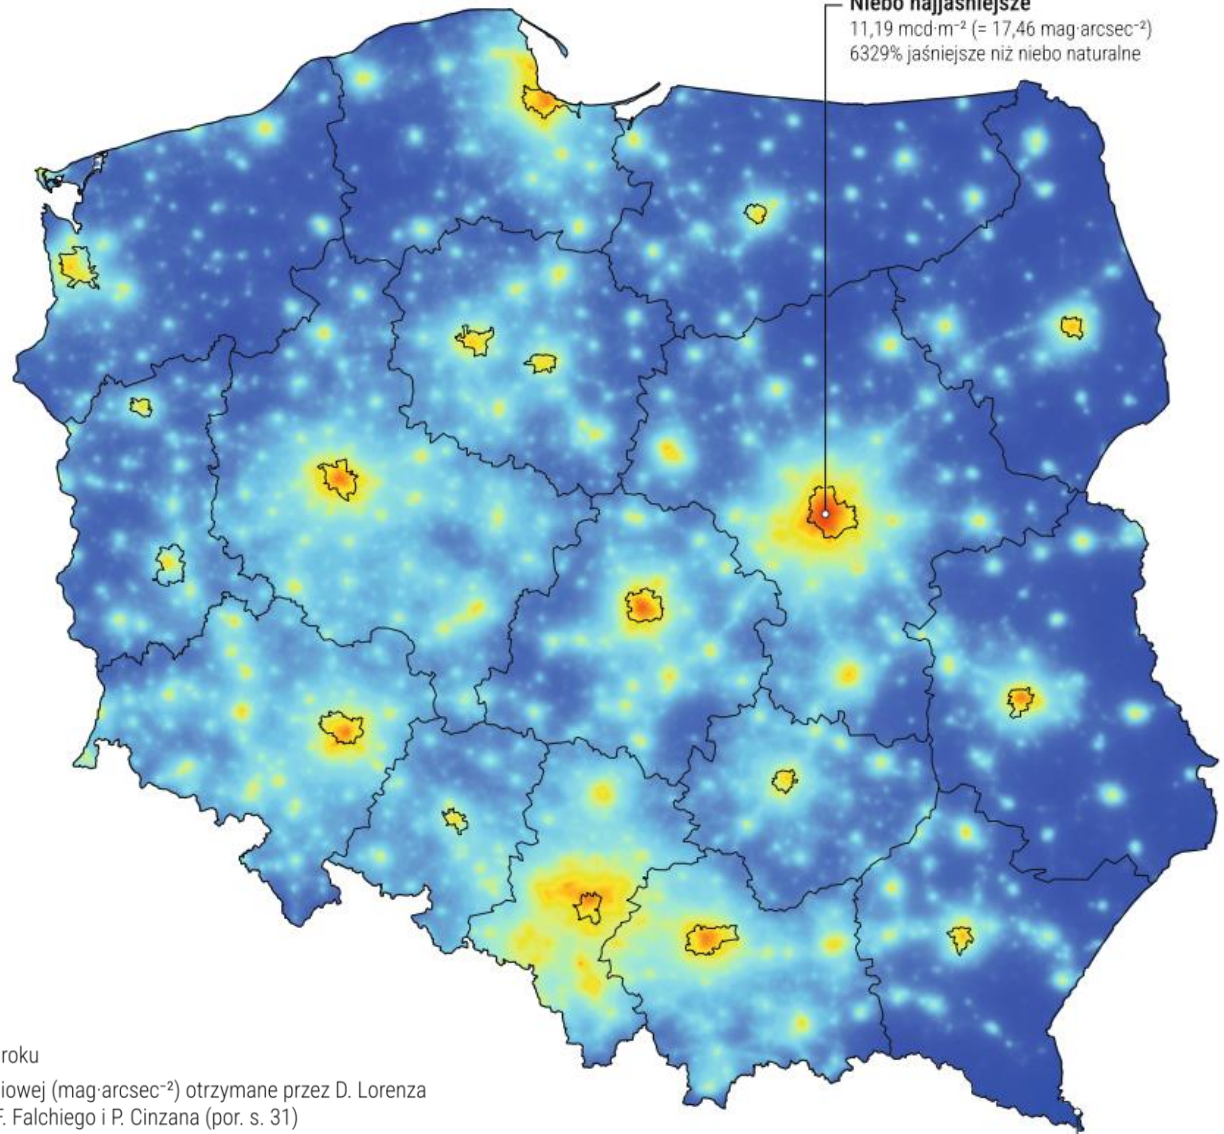 Niebo najjaśniejsze
11,19 mcd·m⁻² (= 17,46 mag·arcsec⁻²)
6329% jaśniejsze niż niebo naturalne
roku
iowej (mag·arcsec⁻²) otrzymane przez D. Lorenza
F. Falchiego i P. Cinzana (por. s. 31)